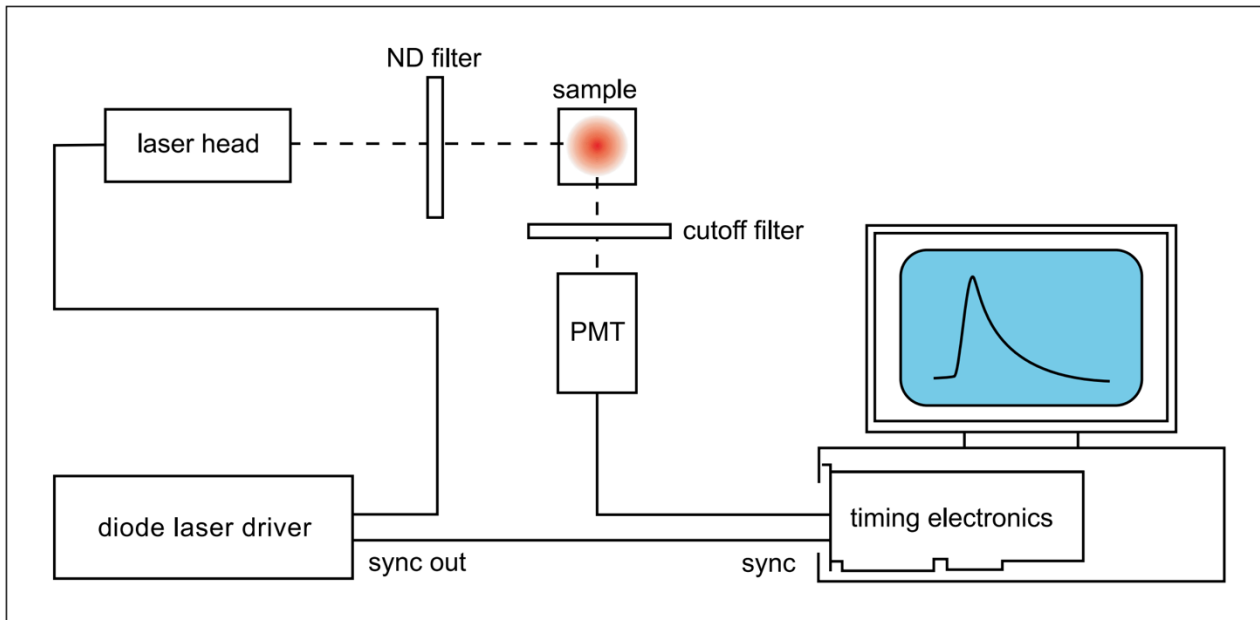 ND filter
sample
laser head
cutoff filter
PMT
diode laser driver
timing electronics
sync out
sync